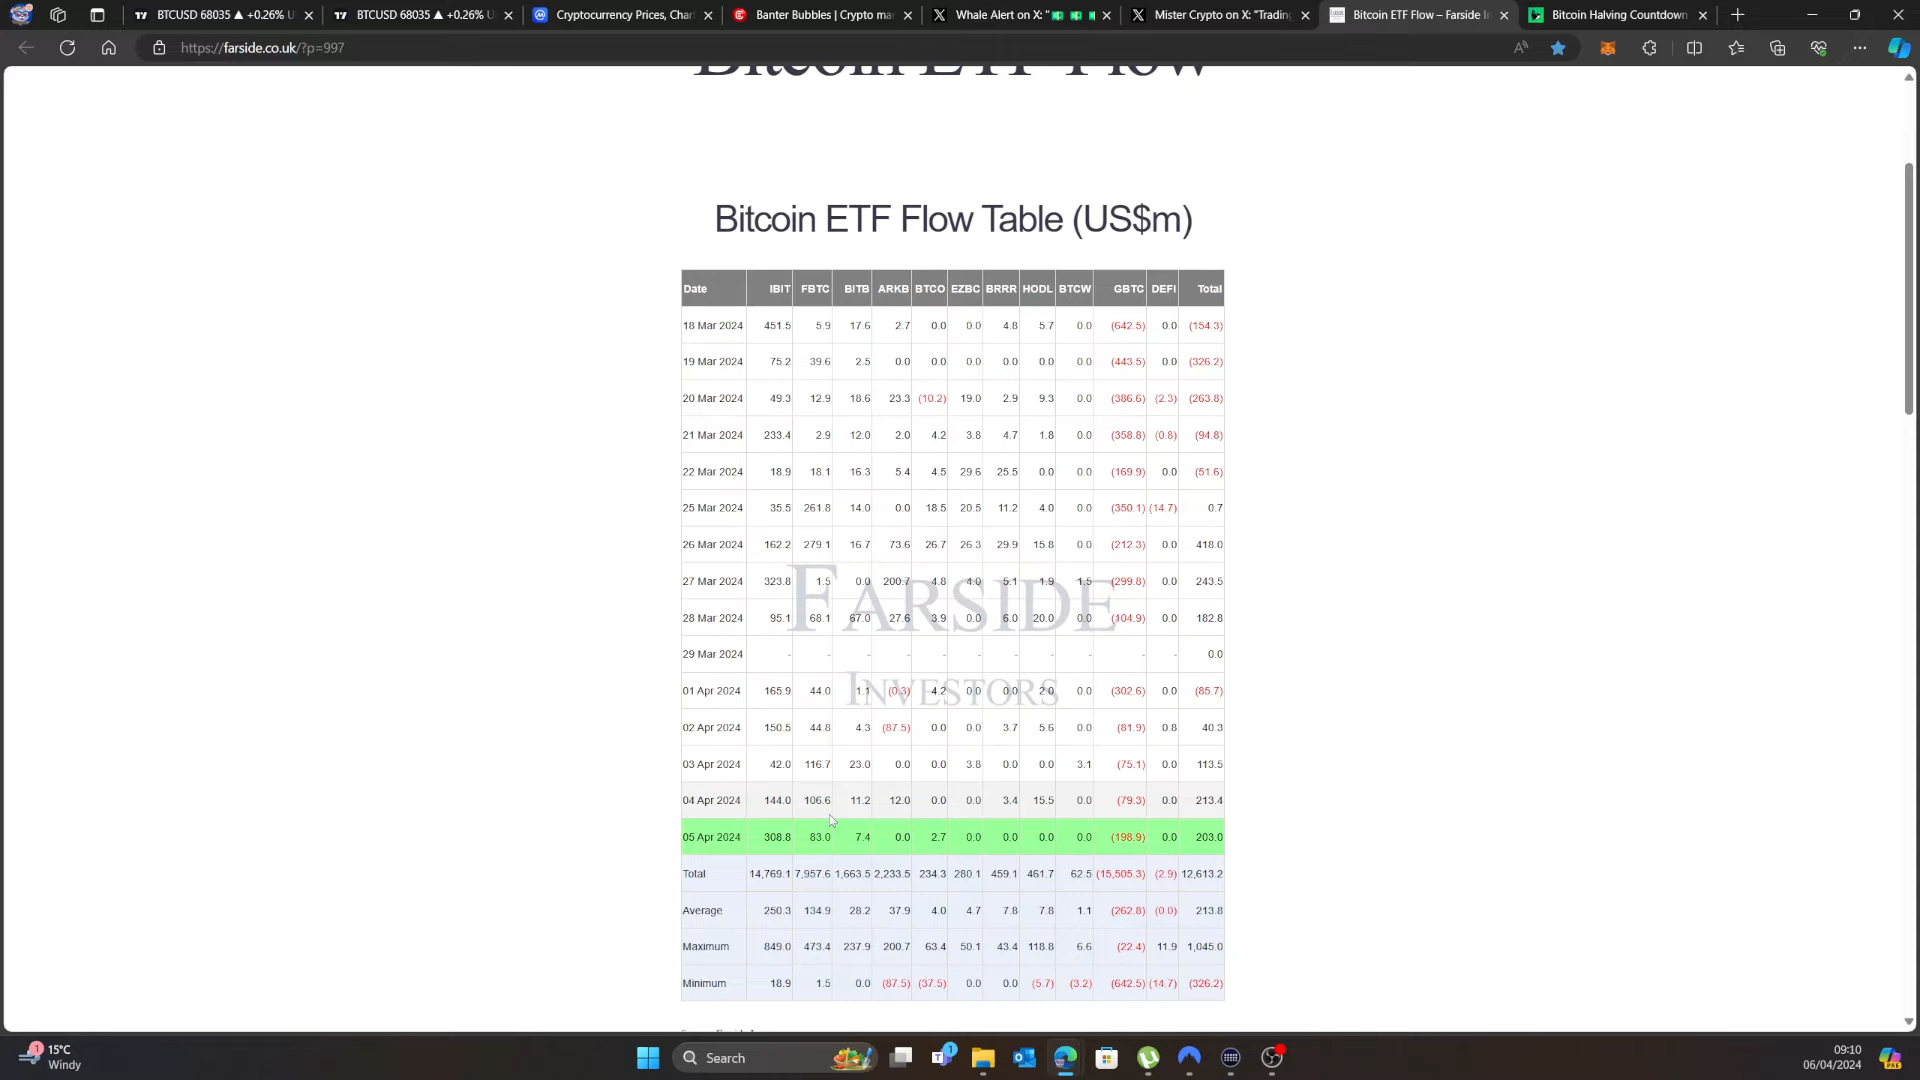 BTCUSD 68035 ▲ +0.26% U
BTCUSD 68035 ▲ +0.26% U
Cryptocurrency Prices, Char
Banter Bubbles | Crypto mar
Whale Alert on X: "
Mister Crypto on X: "Trading
Bitcoin ETF Flow – Farside In
Bitcoin Halving Countdown
https://farside.co.uk/?p=997
Bitcoin ETF Flow
Bitcoin ETF Flow Table (US$m)
Date IBIT FBTC BITB ARKB BTCO EZBC BRRR HODL BTCW GBTC DEFI Total
18 Mar 2024 451.5 5.9 17.6 2.7 0.0 0.0 4.8 5.7 0.0 (642.5) 0.0 (154.3)
19 Mar 2024 75.2 39.6 2.5 0.0 0.0 0.0 0.0 0.0 0.0 (443.5) 0.0 (326.2)
20 Mar 2024 49.3 12.9 18.6 23.3 (10.2) 19.0 2.9 9.3 0.0 (386.6) (2.3) (263.8)
21 Mar 2024 233.4 2.9 12.0 2.0 4.2 3.8 4.7 1.8 0.0 (358.8) (0.8) (94.8)
22 Mar 2024 18.9 18.1 16.3 5.4 4.5 29.6 25.5 0.0 0.0 (169.9) 0.0 (51.6)
25 Mar 2024 35.5 261.8 14.0 0.0 18.5 20.5 11.2 4.0 0.0 (350.1) (14.7) 0.7
26 Mar 2024 162.2 279.1 16.7 73.6 26.7 26.3 29.9 15.8 0.0 (212.3) 0.0 418.0
27 Mar 2024 323.8 1.5 0.0 200.7 4.8 4.0 5.1 1.9 1.5 (299.8) 0.0 243.5
28 Mar 2024 95.1 68.1 67.0 27.6 3.9 0.0 6.0 20.0 0.0 (104.9) 0.0 182.8
FARSIDE
29 Mar 2024 - - - - - - - - - - - 0.0
01 Apr 2024 165.9 44.0 1.1 (0.3) 4.2 0.0 0.0 2.0 0.0 (302.6) 0.0 (85.7)
INVESTORS
02 Apr 2024 150.5 44.8 4.3 (87.5) 0.0 0.0 3.7 5.6 0.0 (81.9) 0.8 40.3
03 Apr 2024 42.0 116.7 23.0 0.0 0.0 3.8 0.0 0.0 3.1 (75.1) 0.0 113.5
04 Apr 2024 144.0 106.6 11.2 12.0 0.0 0.0 3.4 15.5 0.0 (79.3) 0.0 213.4
05 Apr 2024 308.8 83.0 7.4 0.0 2.7 0.0 0.0 0.0 0.0 (198.9) 0.0 203.0
Total 14,769.1 7,957.6 1,663.5 2,233.5 234.3 280.1 459.1 461.7 62.5 (15,505.3) (2.9) 12,613.2
Average 250.3 134.9 28.2 37.9 4.0 4.7 7.8 7.8 1.1 (262.8) (0.0) 213.8
Maximum 849.0 473.4 237.9 200.7 63.4 50.1 43.4 118.8 6.6 (22.4) 11.9 1,045.0
Minimum 18.9 1.5 0.0 (87.5) (37.5) 0.0 0.0 (5.7) (3.2) (642.5) (14.7) (326.2)
1
15°C
Windy
Search
1
09:10
06/04/2024